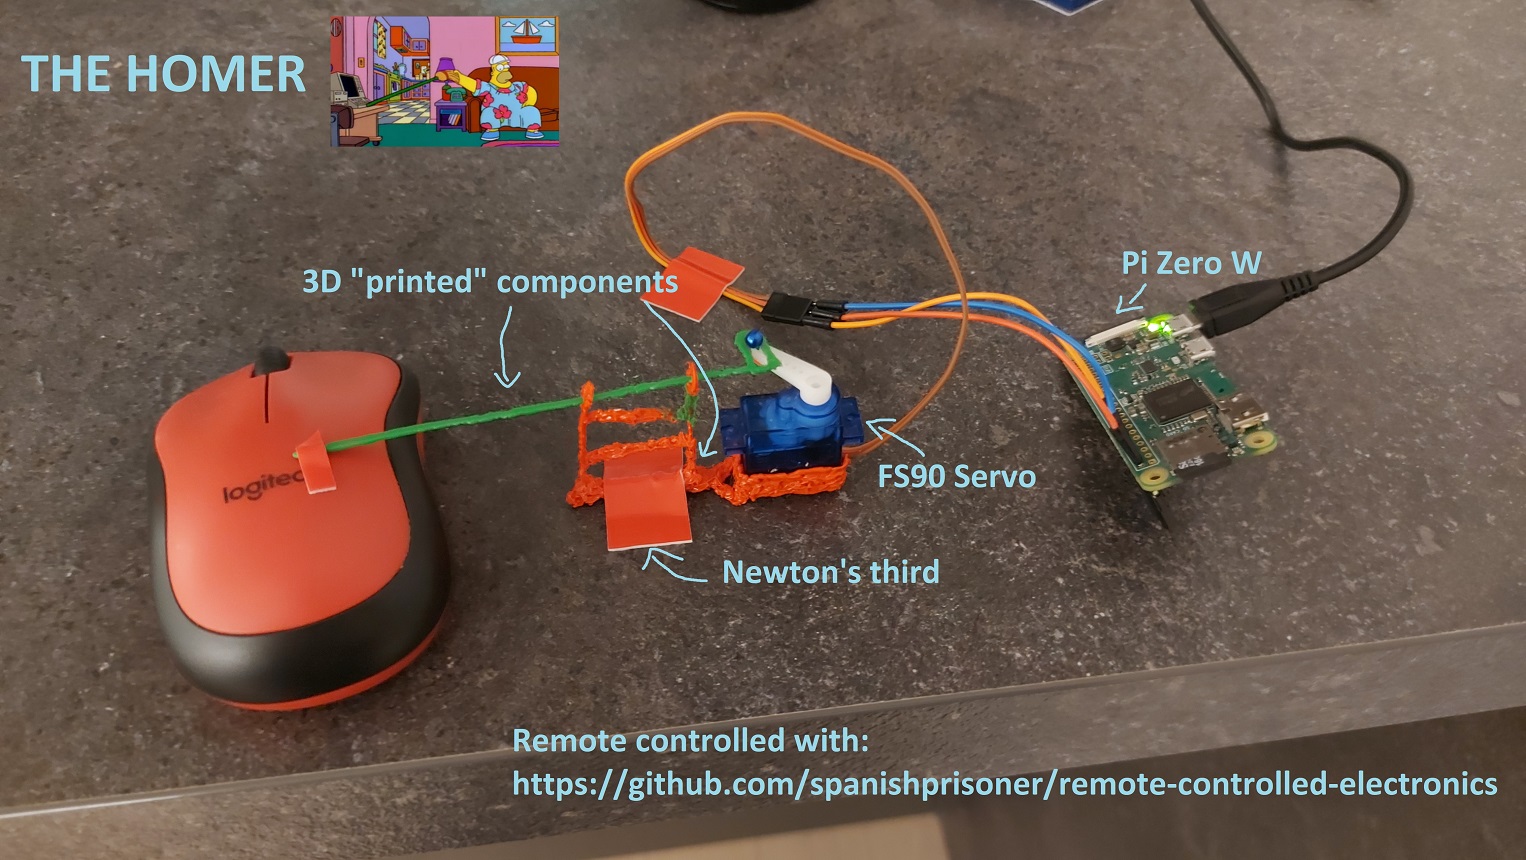 THE HOMER
3D "printed" components
Pi Zero W
logitec
FS90 Servo
Newton's third
Remote controlled with:
https://github.com/spanishprisoner/remote-controlled-electronics